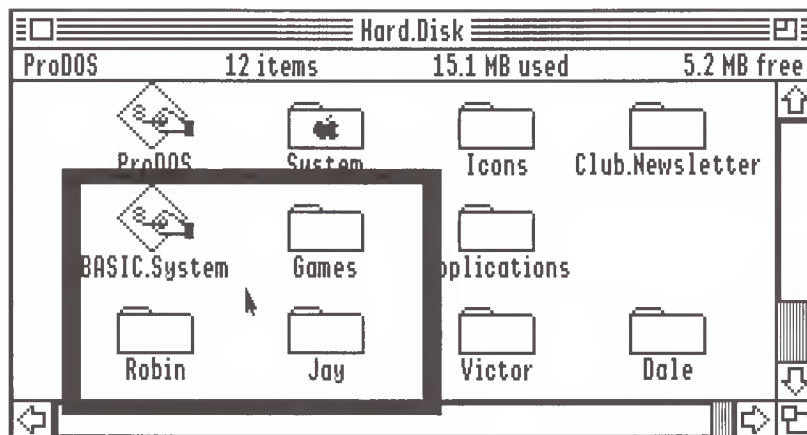 Hard.Disk
ProDOS 12 items 15.1 MB used 5.2 MB free
ProDOS System Icons Club.Newsletter
BASIC.System Games pplications
Robin Jay Victor Dale